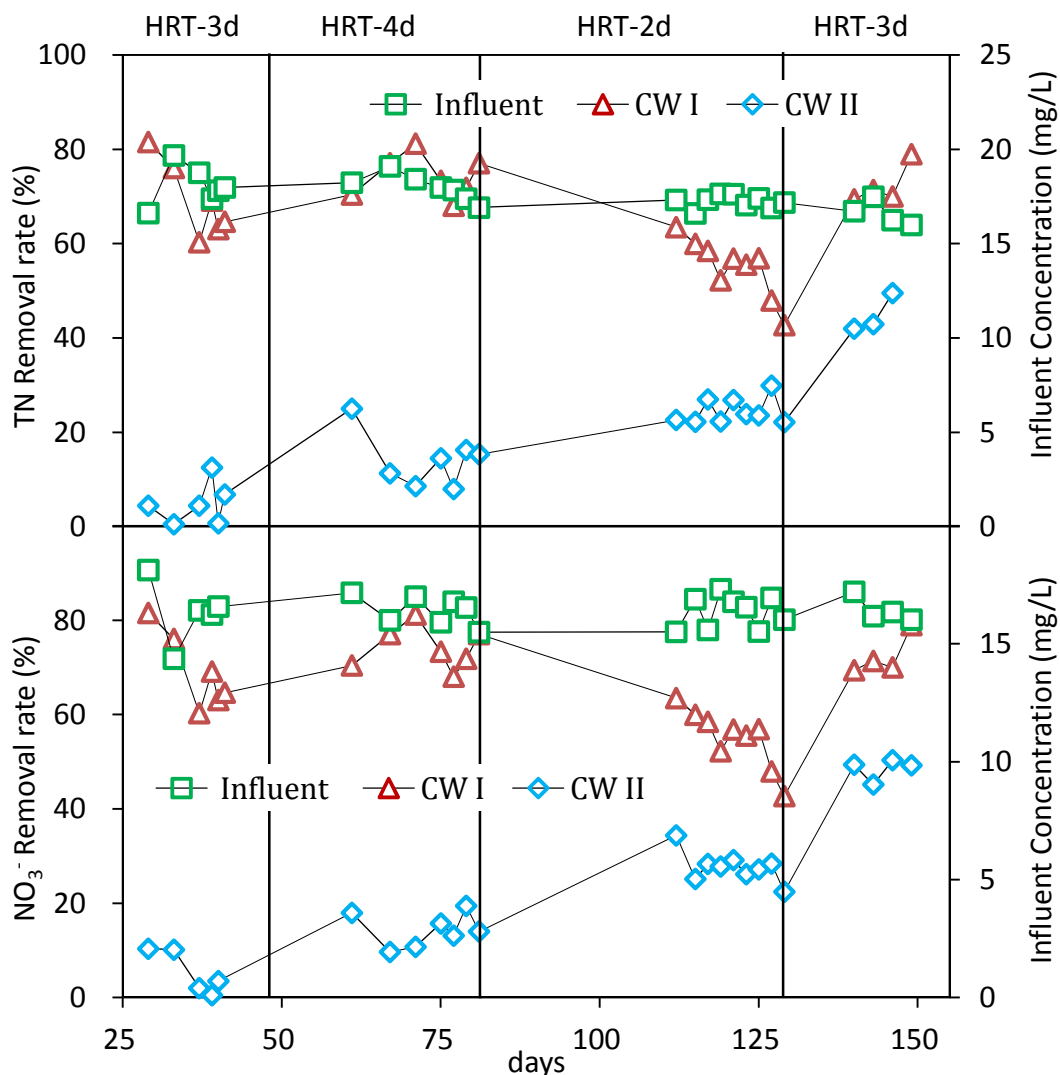 HRT-3d HRT-4d HRT-2d HRT-3d
100 25
Influent CW I CW II
80 20
60 15
40 10
20 5
0 0
TN Removal rate (%)
Influent Concentration (mg/L)
80 15
60
10
40
Influent CW I CW II
20 5
0 0
NO₃⁻ Removal rate (%)
Influent Concentration (mg/L)
25 50 75 100 125 150
days